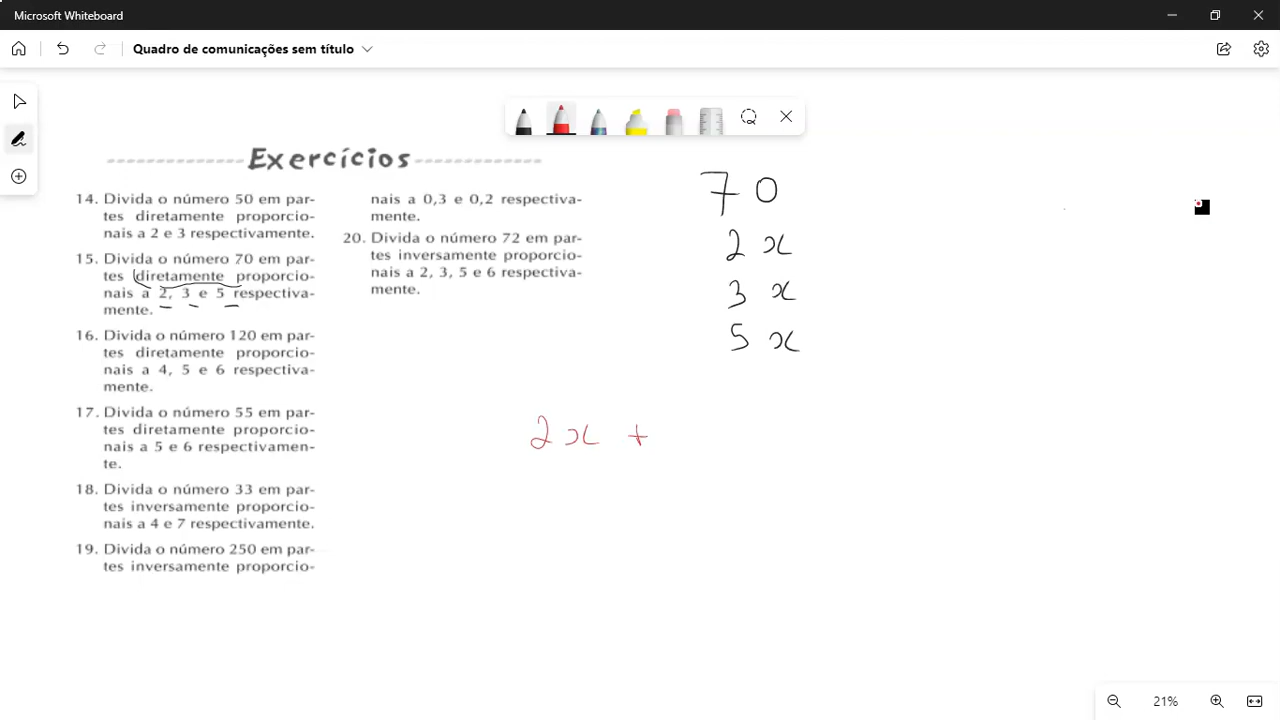 Microsoft Whiteboard
Quadro de comunicações sem título
Exercícios
14. Divida o número 50 em par-
tes diretamente proporcio-
nais a 2 e 3 respectivamente.
15. Divida o número 70 em par-
tes diretamente proporcio-
nais a 2, 3 e 5 respectiva-
mente.
16. Divida o número 120 em par-
tes diretamente proporcio-
nais a 4, 5 e 6 respectiva-
mente.
17. Divida o número 55 em par-
tes diretamente proporcio-
nais a 5 e 6 respectivamen-
te.
18. Divida o número 33 em par-
tes inversamente proporcio-
nais a 4 e 7 respectivamente.
19. Divida o número 250 em par-
tes inversamente proporcio-
nais a 0,3 e 0,2 respectiva-
mente.
20. Divida o número 72 em par-
tes inversamente proporcio-
nais a 2, 3, 5 e 6 respectiva-
mente.
70
2x
3x
5x
2x +
21%